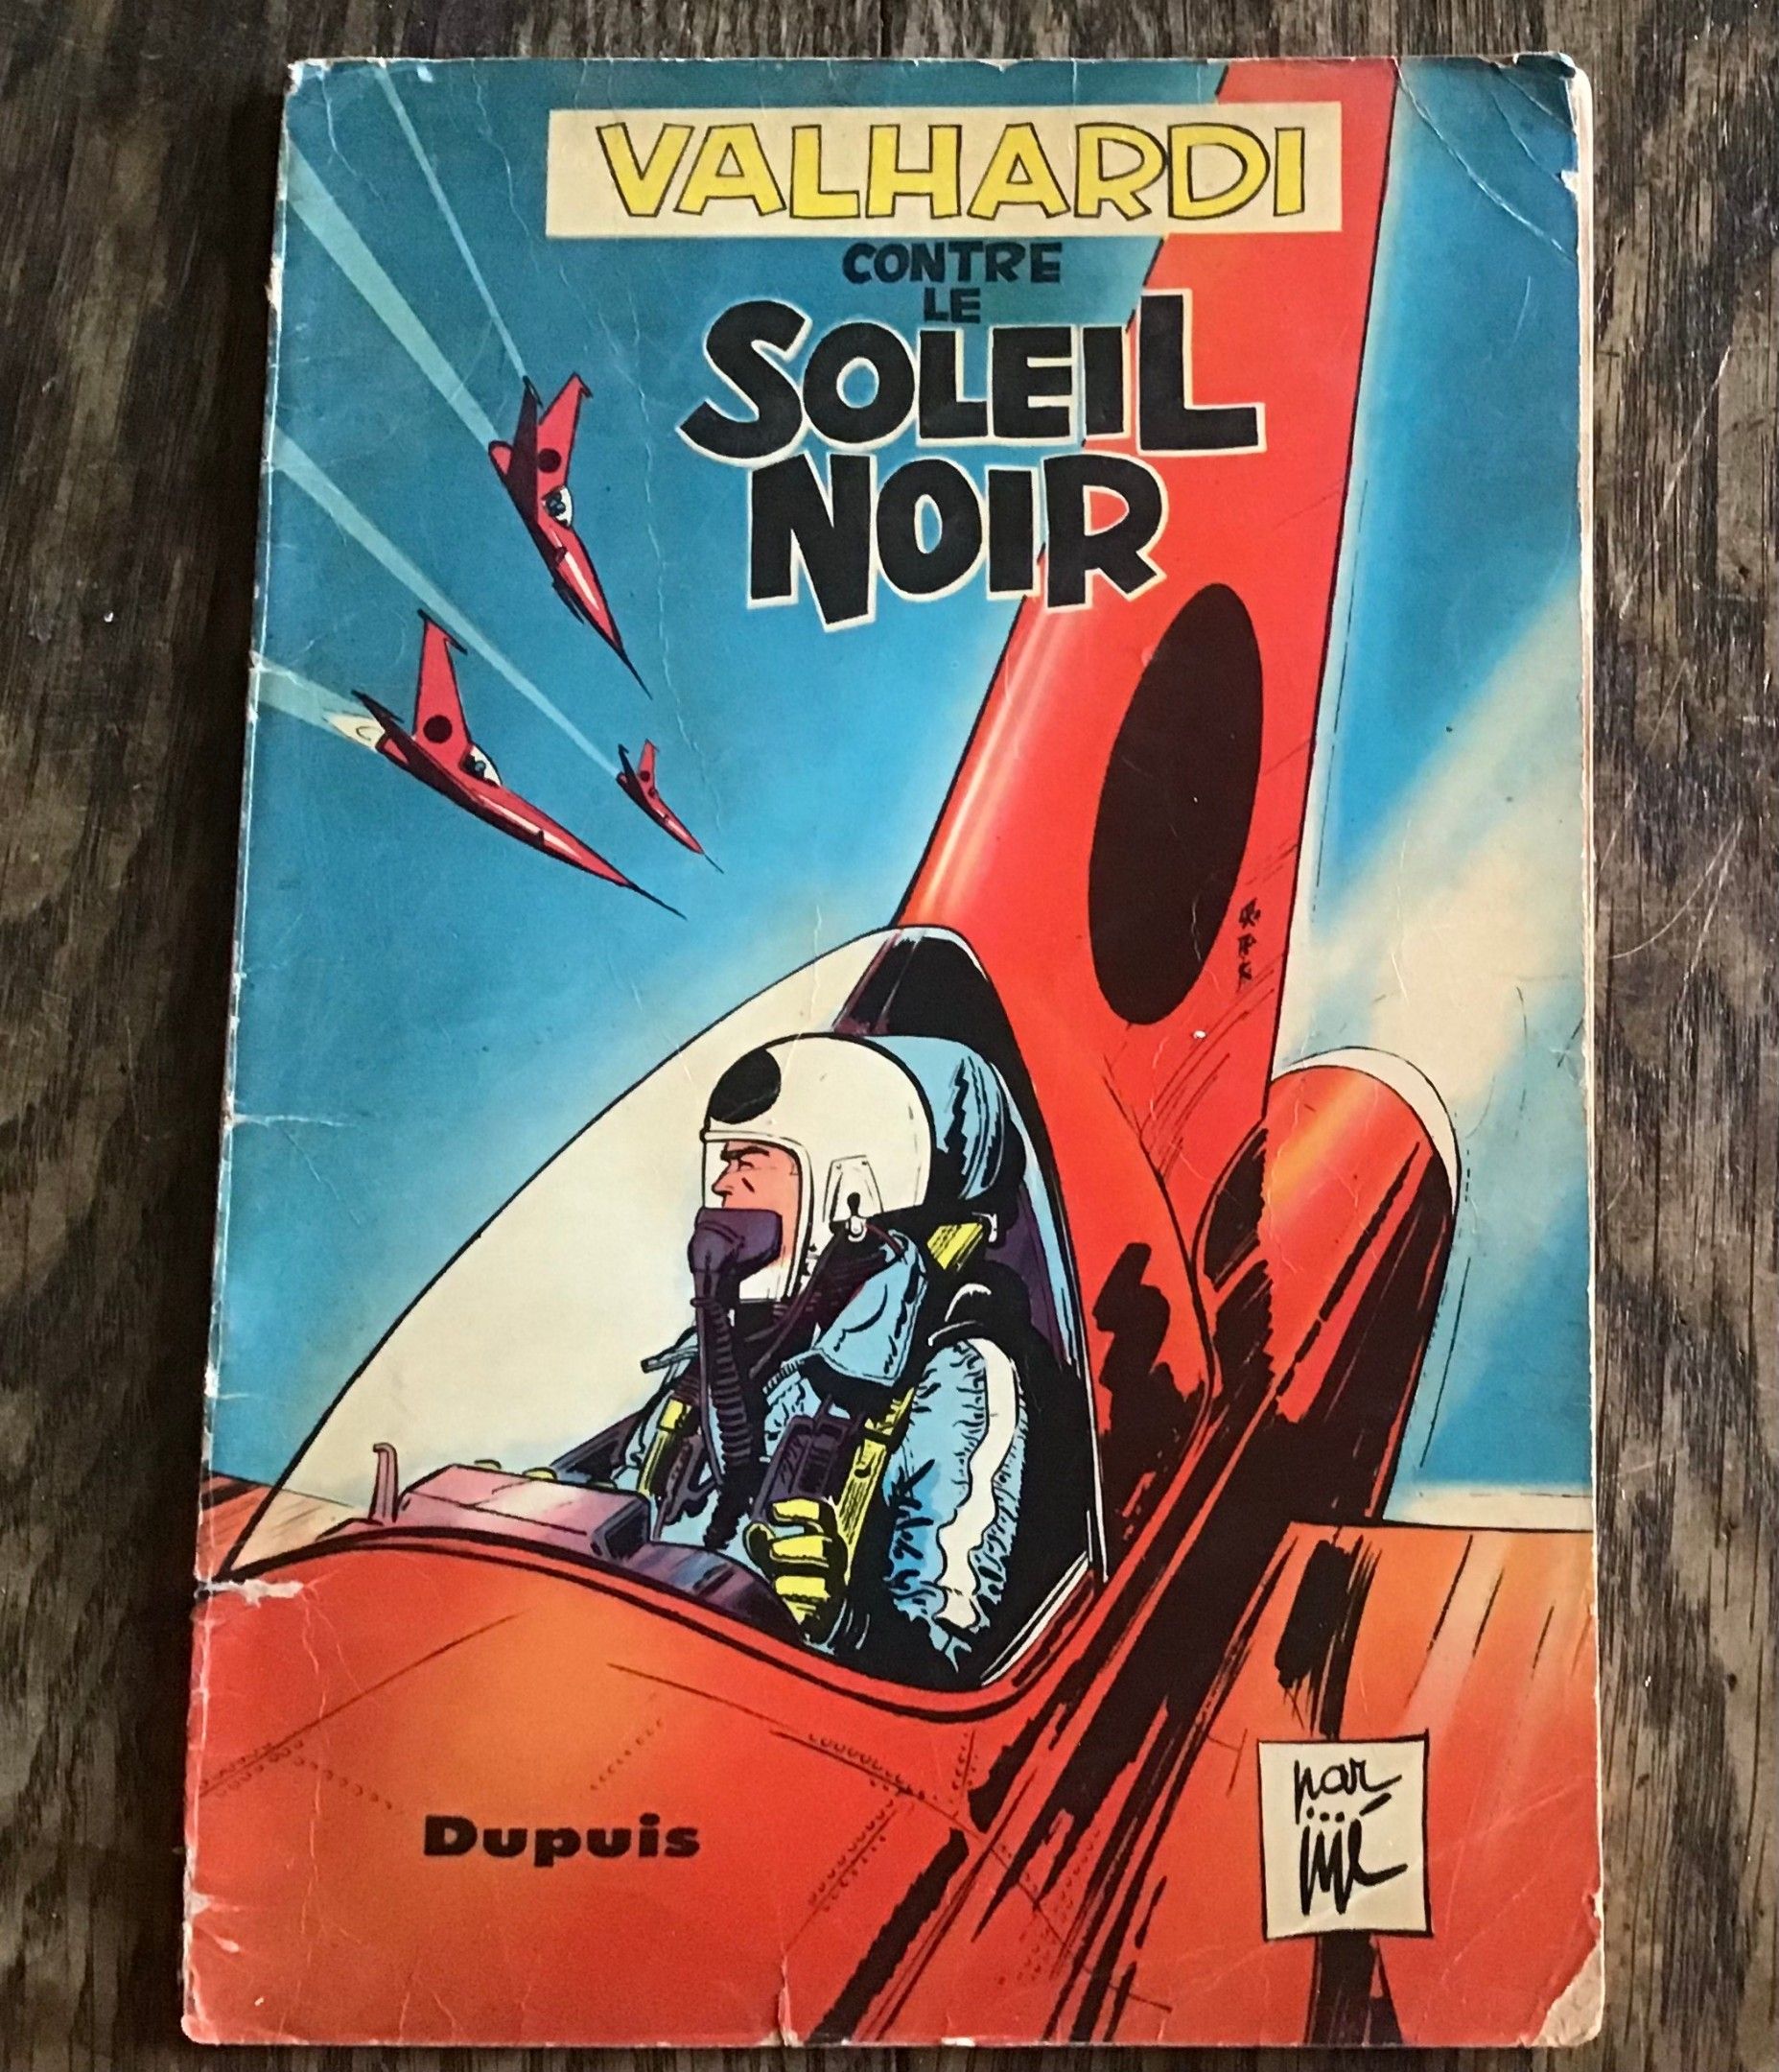 VALHARDI
CONTRE
LE
SOLEIL
NOIR
Dupuis
par
Jijé